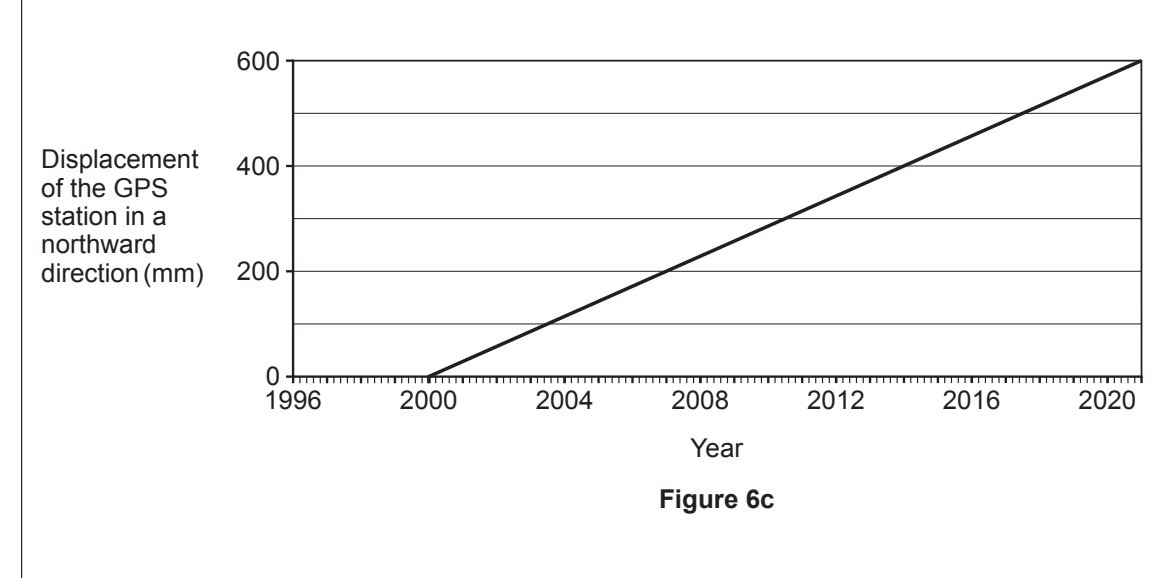 600
400
200
0
Displacement
of the GPS
station in a
northward
direction (mm)
1996 2000 2004 2008 2012 2016 2020
Year
Figure 6c